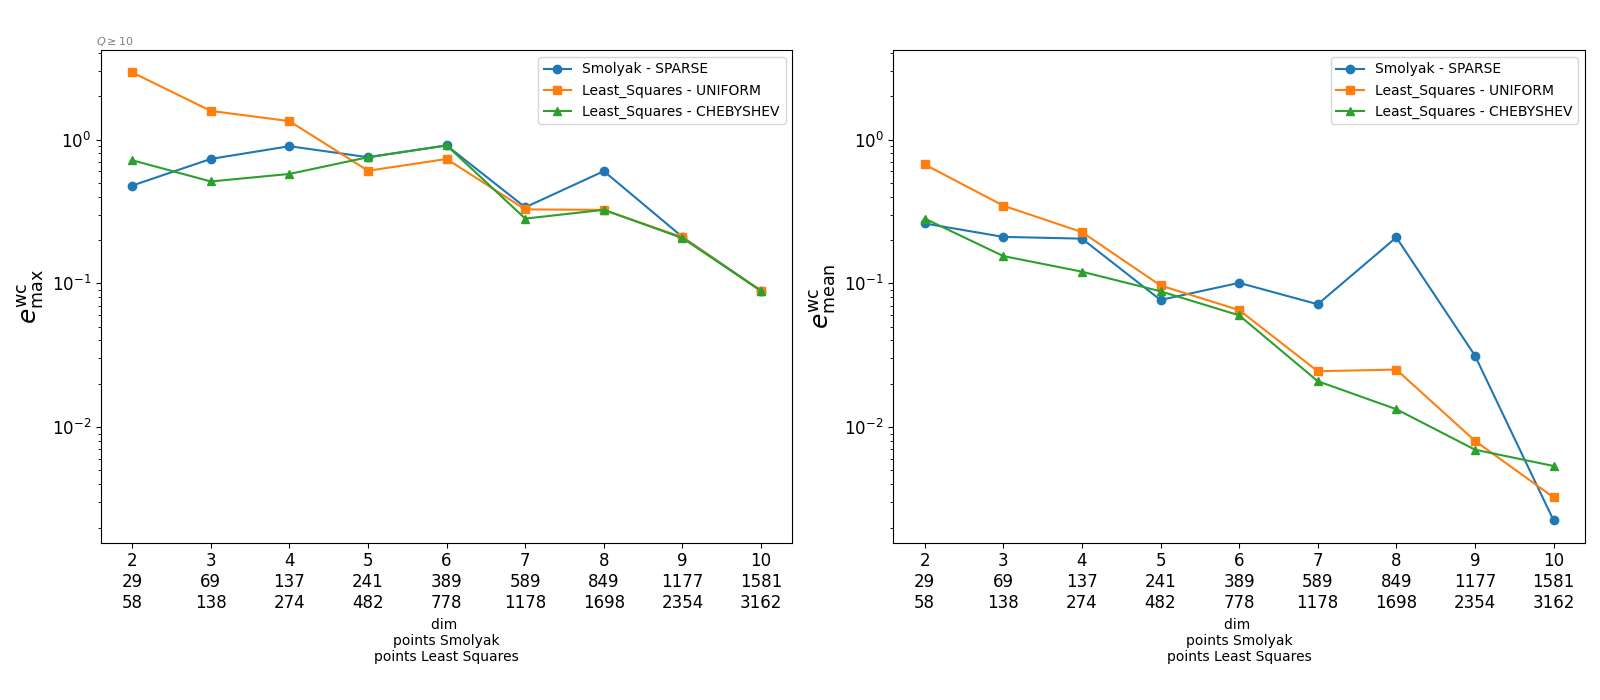 Q ≥ 10
Smolyak - SPARSE
Least_Squares - UNIFORM
Least_Squares - CHEBYSHEV
10^0
10^-1
10^-2
e^wc_max
2 3 4 5 6 7 8 9 10
29 69 137 241 389 589 849 1177 1581
58 138 274 482 778 1178 1698 2354 3162
dim
points Smolyak
points Least Squares
Smolyak - SPARSE
Least_Squares - UNIFORM
Least_Squares - CHEBYSHEV
10^0
10^-1
10^-2
e^wc_mean
2 3 4 5 6 7 8 9 10
29 69 137 241 389 589 849 1177 1581
58 138 274 482 778 1178 1698 2354 3162
dim
points Smolyak
points Least Squares